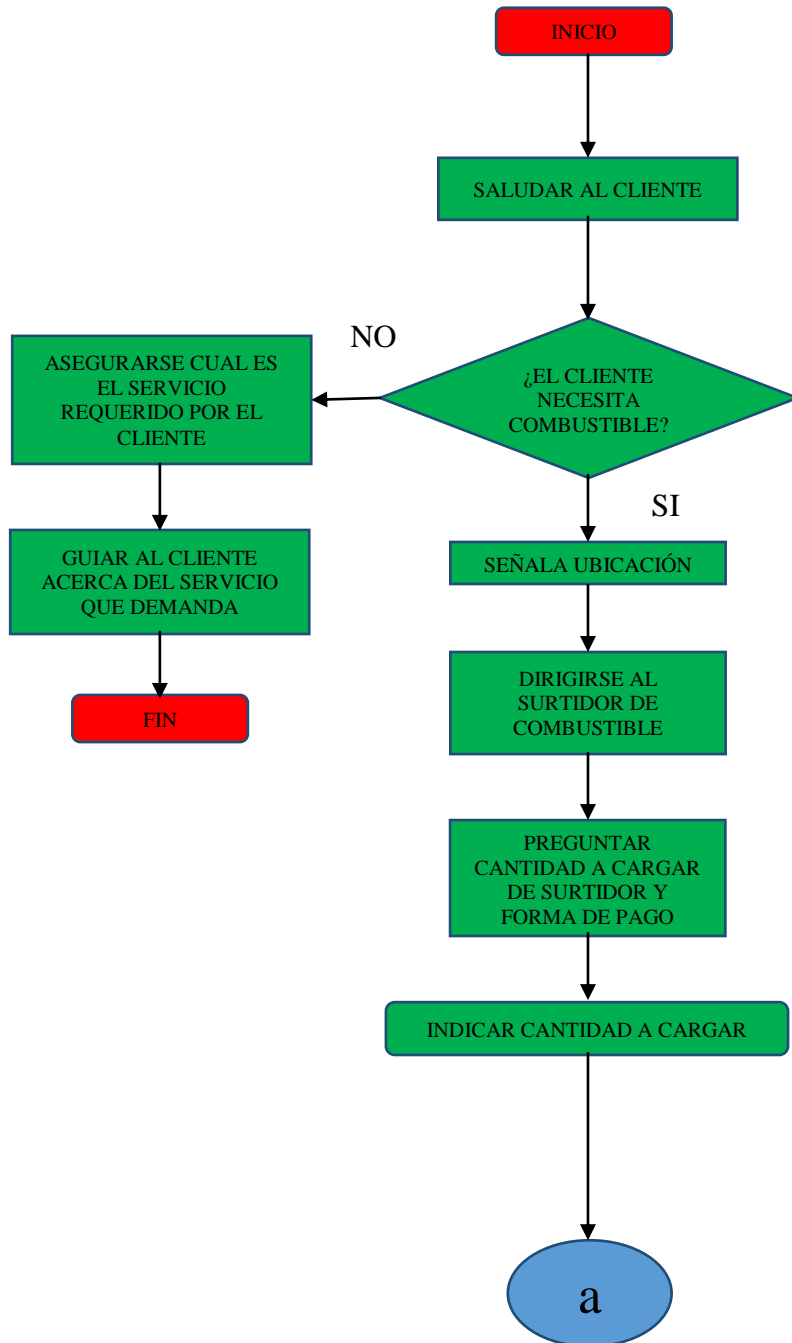 INICIO
SALUDAR AL CLIENTE
¿EL CLIENTE
NECESITA
COMBUSTIBLE?
NO
ASEGURARSE CUAL ES
EL SERVICIO
REQUERIDO POR EL
CLIENTE
GUIAR AL CLIENTE
ACERCA DEL SERVICIO
QUE DEMANDA
FIN
SI
SEÑALA UBICACIÓN
DIRIGIRSE AL
SURTIDOR DE
COMBUSTIBLE
PREGUNTAR
CANTIDAD A CARGAR
DE SURTIDOR Y
FORMA DE PAGO
INDICAR CANTIDAD A CARGAR
a